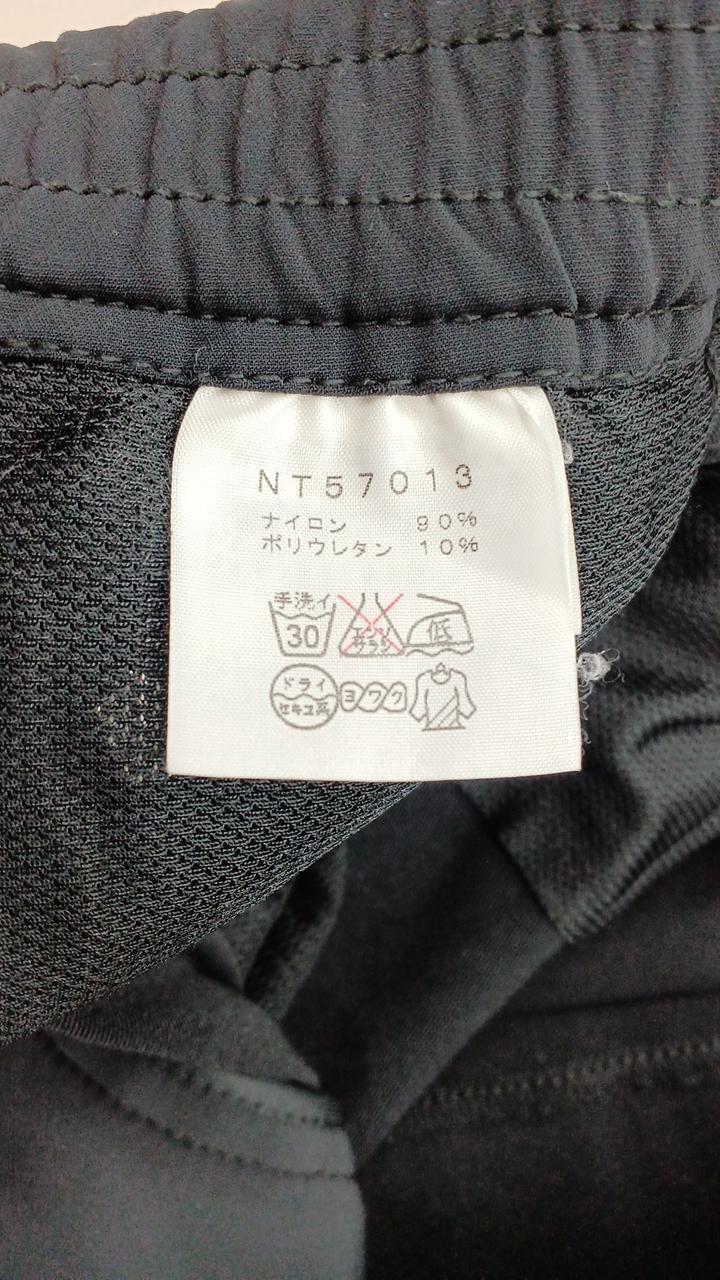 NT57013
ナイロン 90%
ポリウレタン 10%
手洗イ
30
エンソ
サラシ
低
ドライ
セキユ系
ヨワク